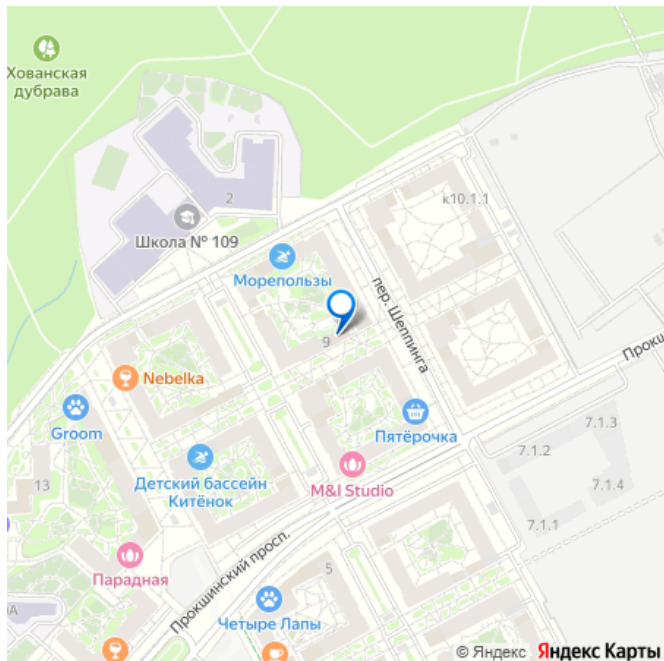 Хованская
дубрава
к10.1.1
2
Школа № 109
Морепользы
пер. Шеппинга
9
Nebelka
Groom
Пятёрочка
7.1.3
7.1.2
7.1.4
7.1.1
Детский бассейн
Китёнок
M&I Studio
13
Прокшинский просп.
Парадная
5
Четыре Лапы
© Яндекс Яндекс Карты